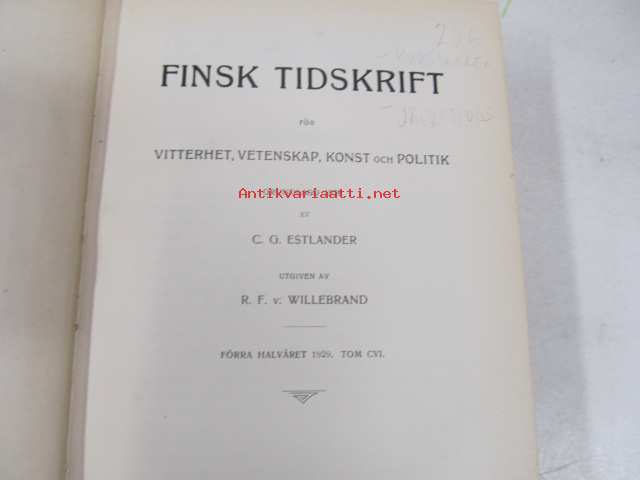 FINSK TIDSKRIFT
FÖR
VITTERHET, VETENSKAP, KONST OCH POLITIK
Antikvariaatti.net
AF
C. G. ESTLANDER
UTGIVEN AV
R. F. v. WILLEBRAND
FÖRRA HALVÅRET 1929. TOM CVI.